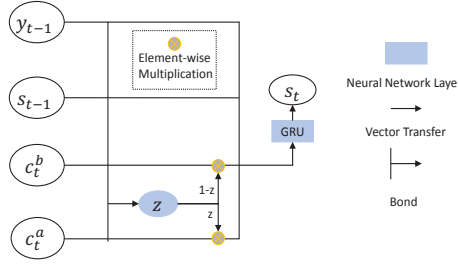 y_{t-1}
Element-wise
Multiplication
s_{t-1}
s_t
Neural Network Laye
GRU
Vector Transfer
c_t^b
1-z
z
z
Bond
c_t^a